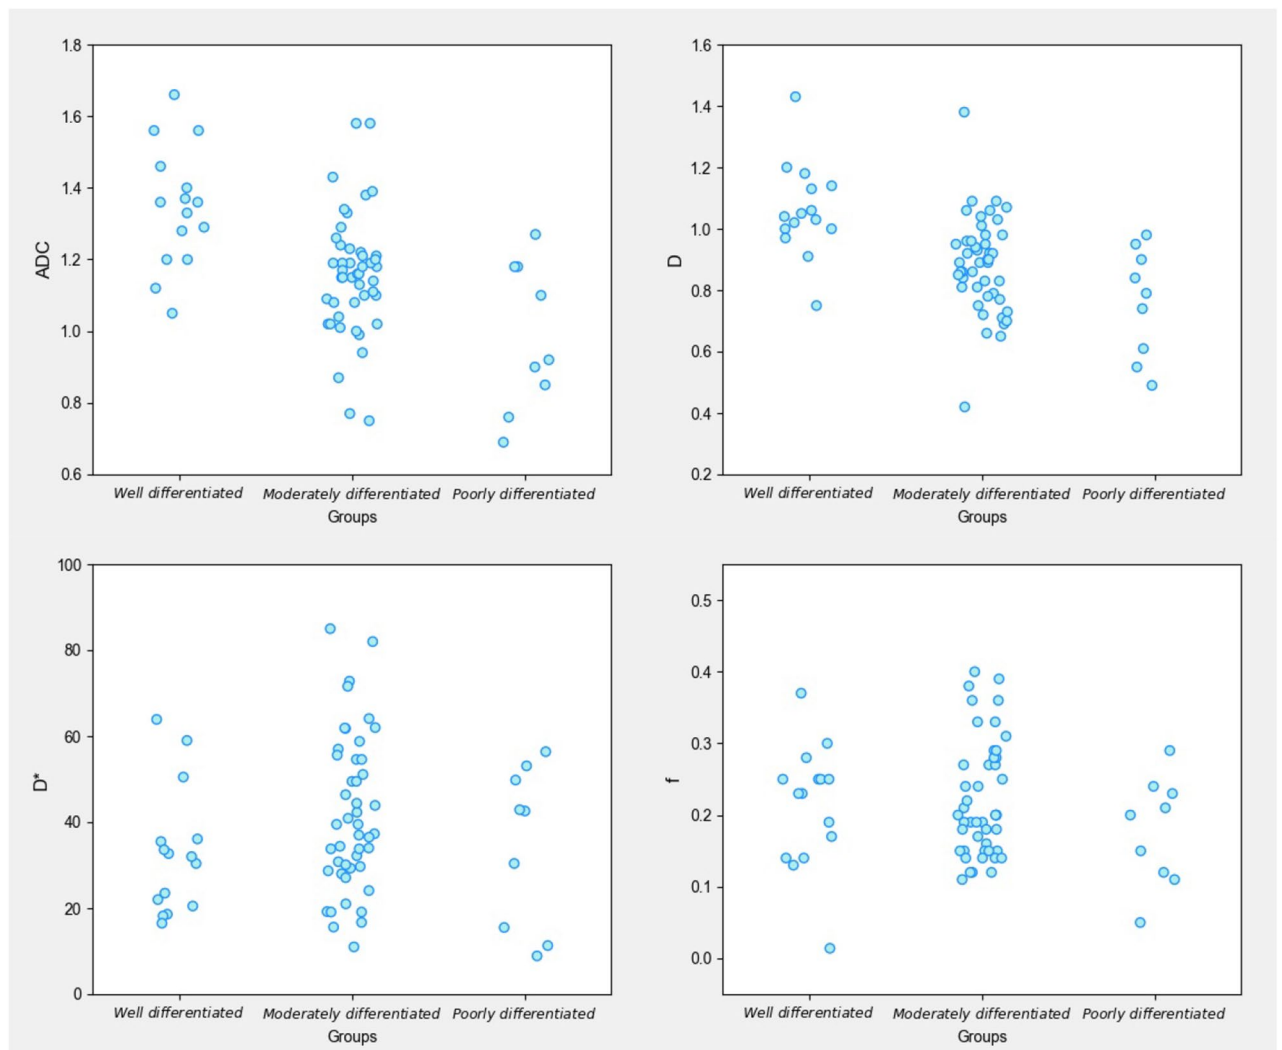 1.8
1.6
1.4
1.2
1.0
0.8
0.6
ADC
Well differentiated Moderately differentiated Poorly differentiated
Groups
1.6
1.4
1.2
1.0
0.8
0.6
0.4
0.2
D
Well differentiated Moderately differentiated Poorly differentiated
Groups
100
80
60
40
20
0
D*
Well differentiated Moderately differentiated Poorly differentiated
Groups
0.5
0.4
0.3
0.2
0.1
0.0
f
Well differentiated Moderately differentiated Poorly differentiated
Groups